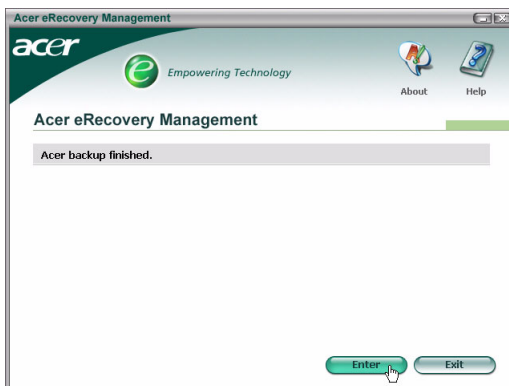 Acer eRecovery Management
acer
e
Empowering Technology
About
Help
Acer eRecovery Management
Acer backup finished.
Enter
Exit